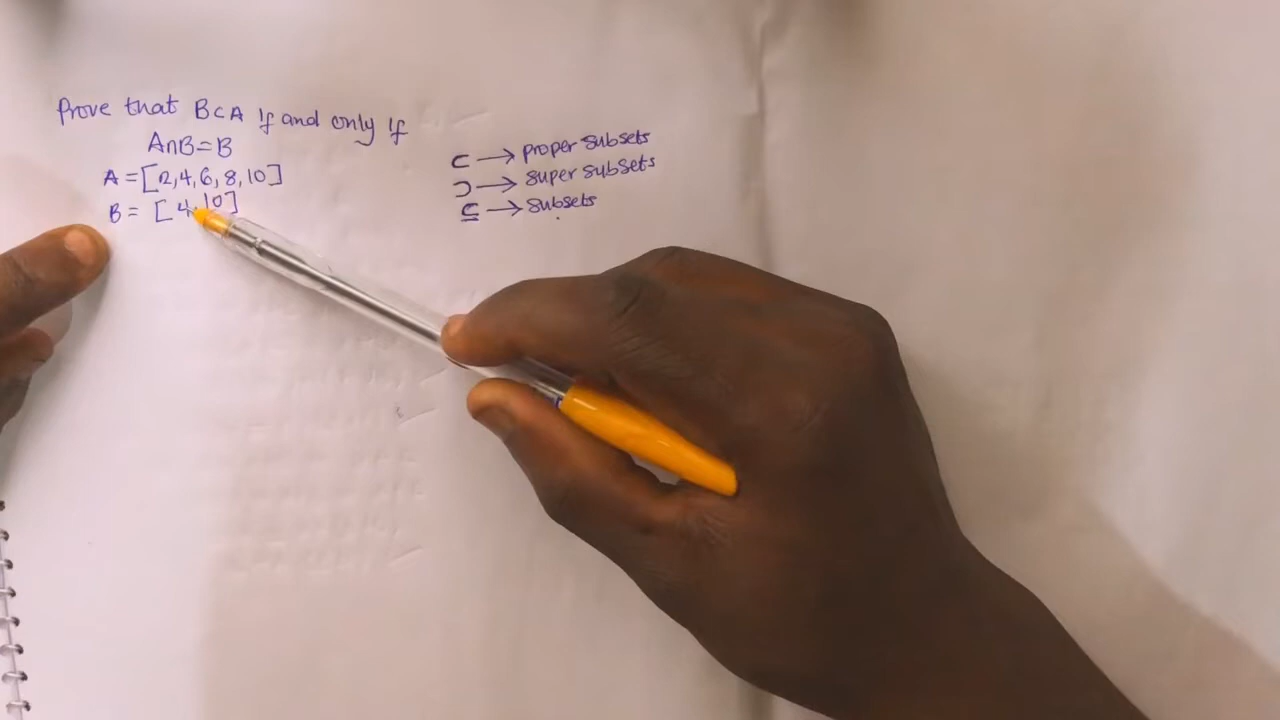 Prove that B⊂A If and only If
A∩B=B
A=[2,4,6,8,10]
B= [4,10]
⊂ → proper subsets
⊃ → super subsets
⊆ → subsets